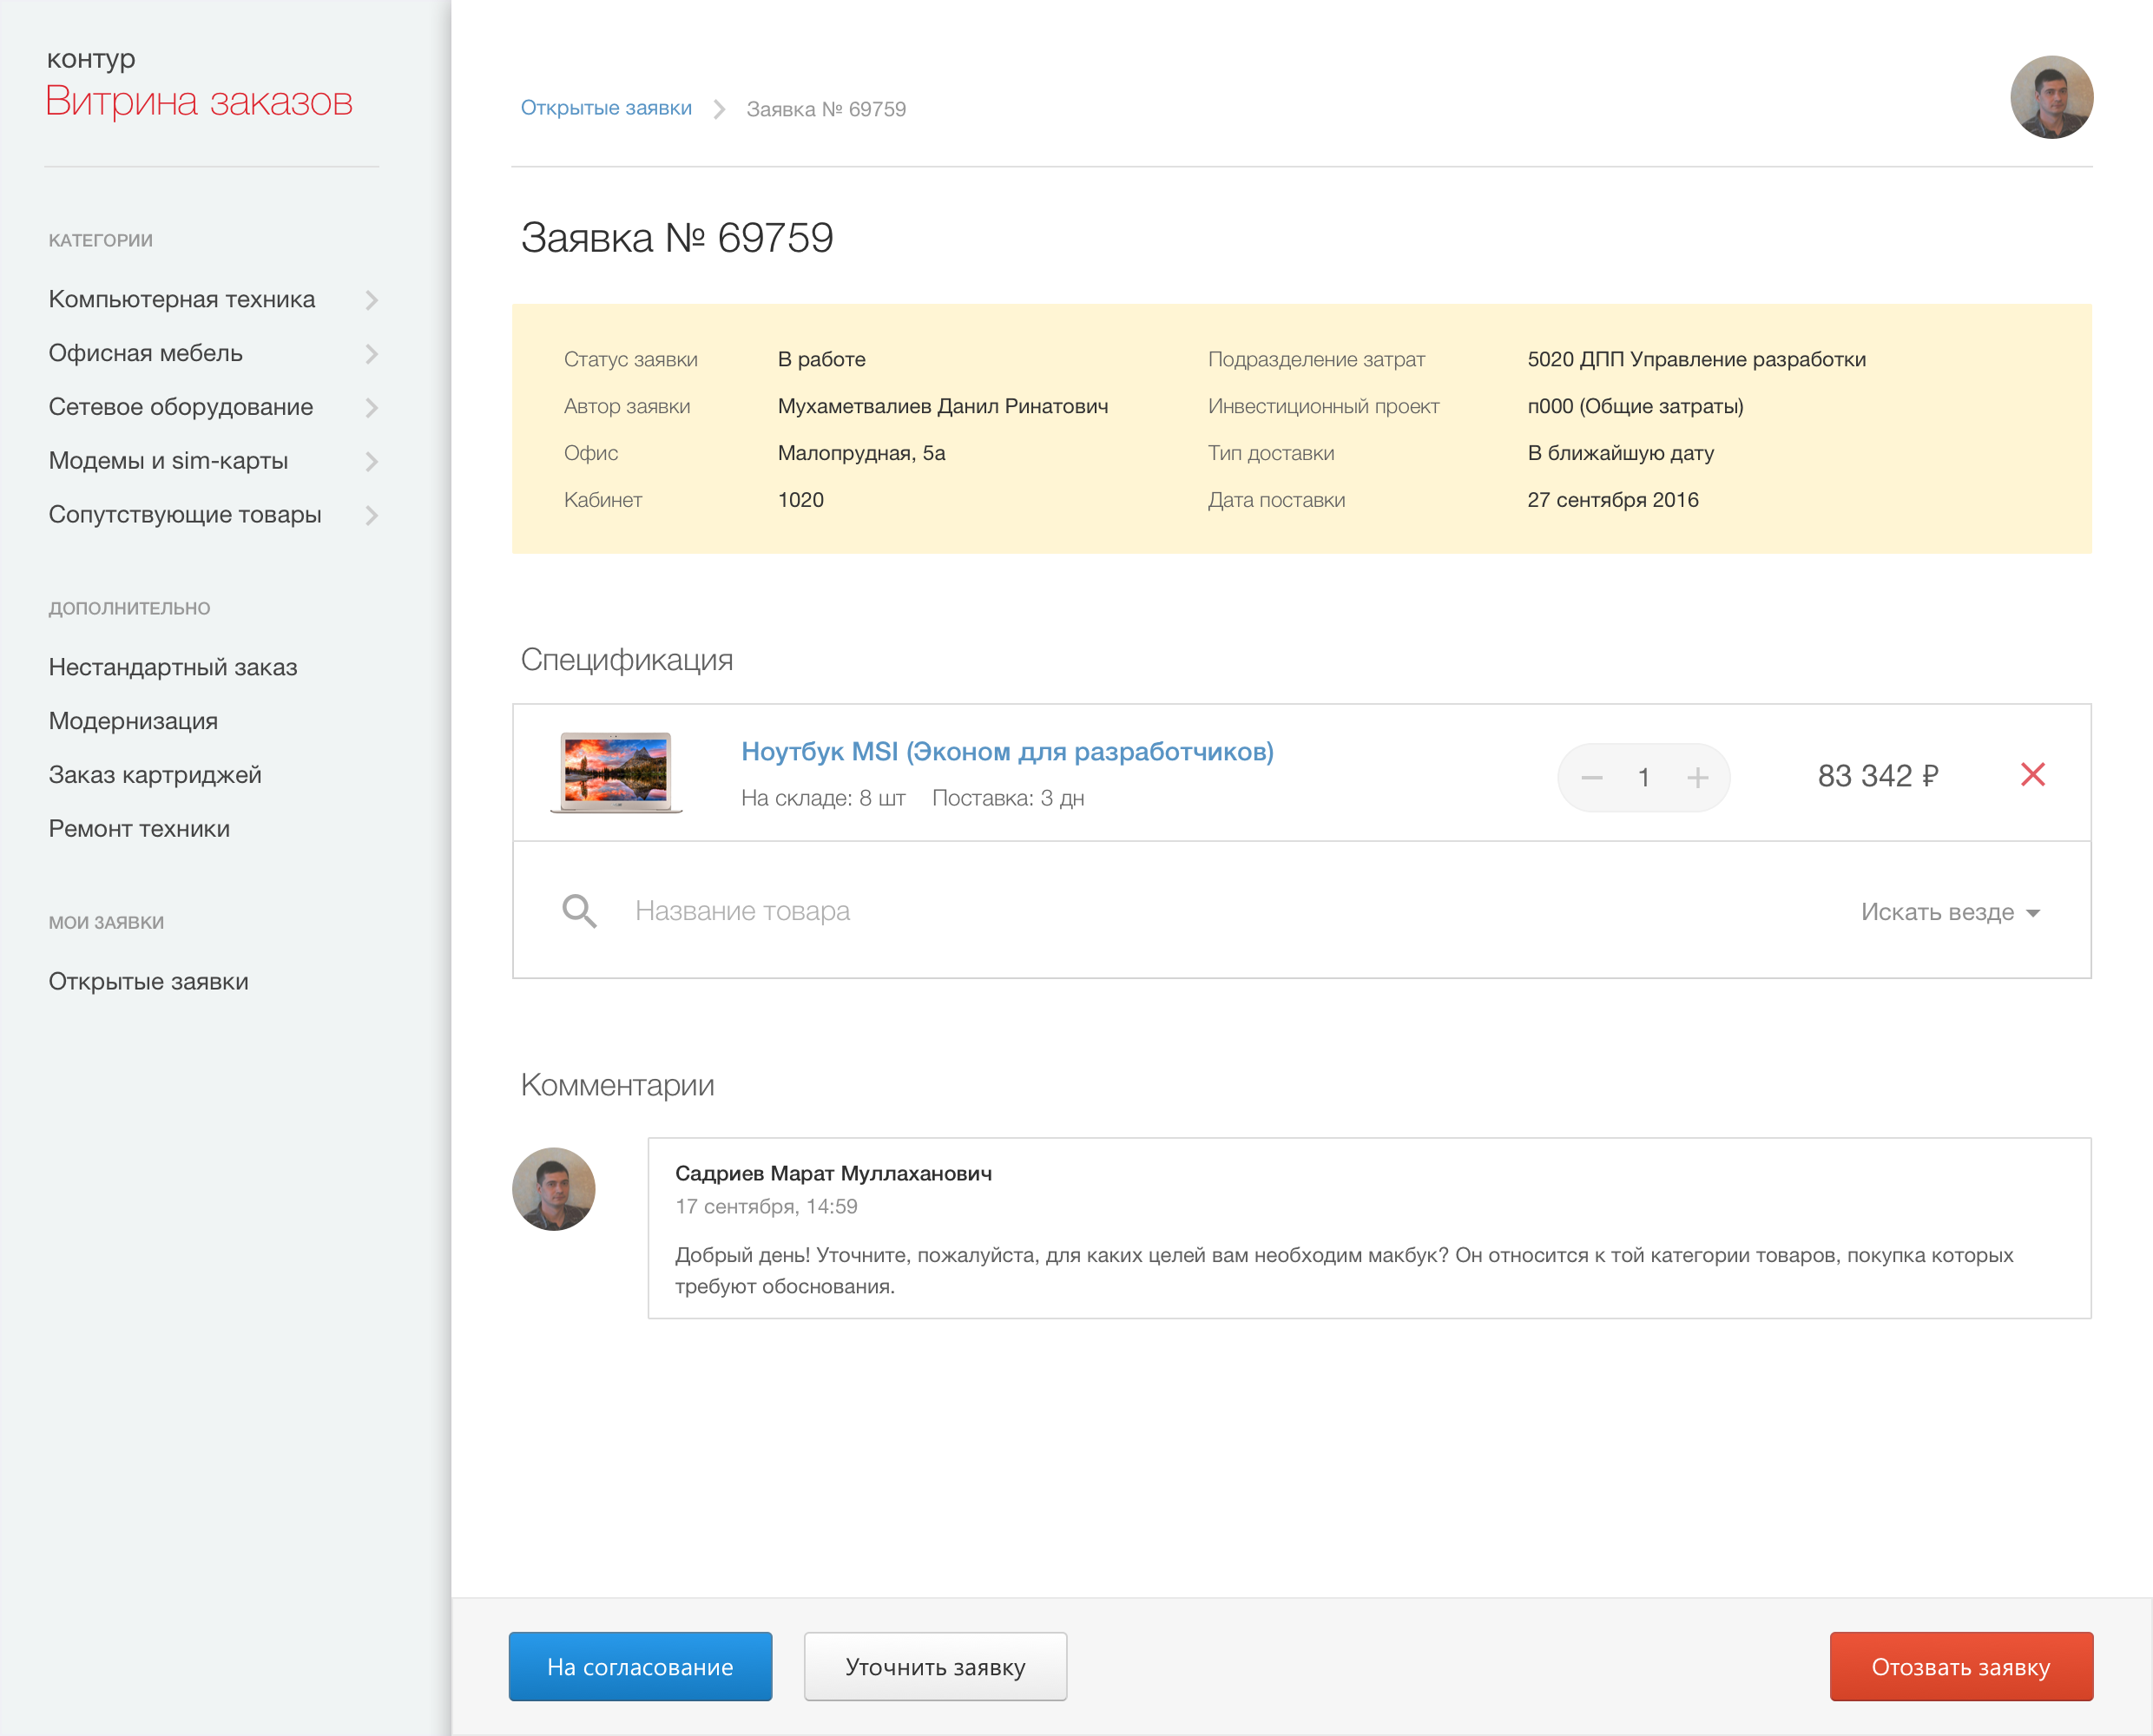 контур
Витрина заказов
КАТЕГОРИИ
Компьютерная техника
Офисная мебель
Сетевое оборудование
Модемы и sim-карты
Сопутствующие товары
ДОПОЛНИТЕЛЬНО
Нестандартный заказ
Модернизация
Заказ картриджей
Ремонт техники
МОИ ЗАЯВКИ
Открытые заявки
Открытые заявки Заявка № 69759
Заявка № 69759
Статус заявки В работе Подразделение затрат 5020 ДПП Управление разработки
Автор заявки Мухаметвалиев Данил Ринатович Инвестиционный проект п000 (Общие затраты)
Офис Малопрудная, 5а Тип доставки В ближайшую дату
Кабинет 1020 Дата поставки 27 сентября 2016
Спецификация
Ноутбук MSI (Эконом для разработчиков)
На складе: 8 шт Поставка: 3 дн
1 83 342 ₽
Название товара Искать везде
Комментарии
Садриев Марат Муллаханович
17 сентября, 14:59
Добрый день! Уточните, пожалуйста, для каких целей вам необходим макбук? Он относится к той категории товаров, покупка которых
требуют обоснования.
На согласование Уточнить заявку Отозвать заявку